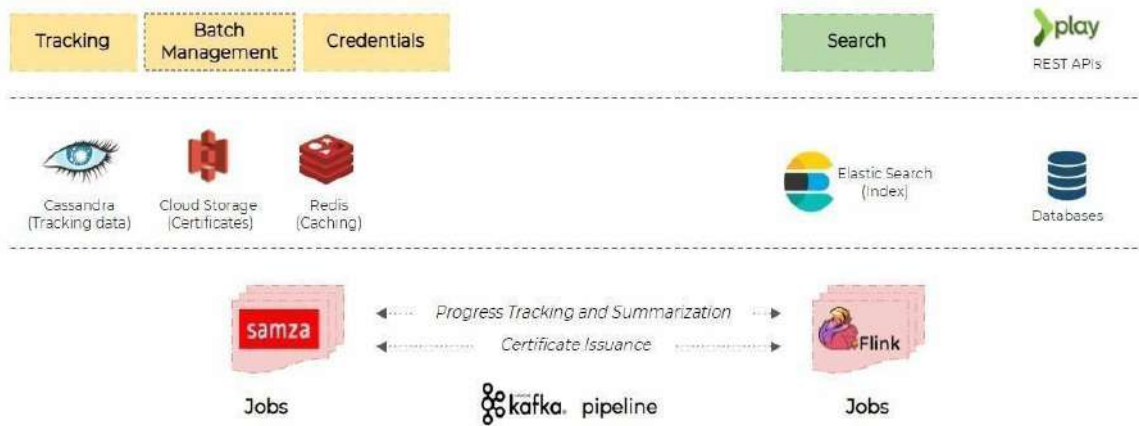 Tracking
Batch
Management
Credentials
Search
play
REST APIs
Cassandra
(Tracking data)
Cloud Storage
(Certificates)
Redis
(Caching)
Elastic Search
(Index)
Databases
samza
Progress Tracking and Summarization
Certificate Issuance
Flink
Jobs
kafka. pipeline
Jobs